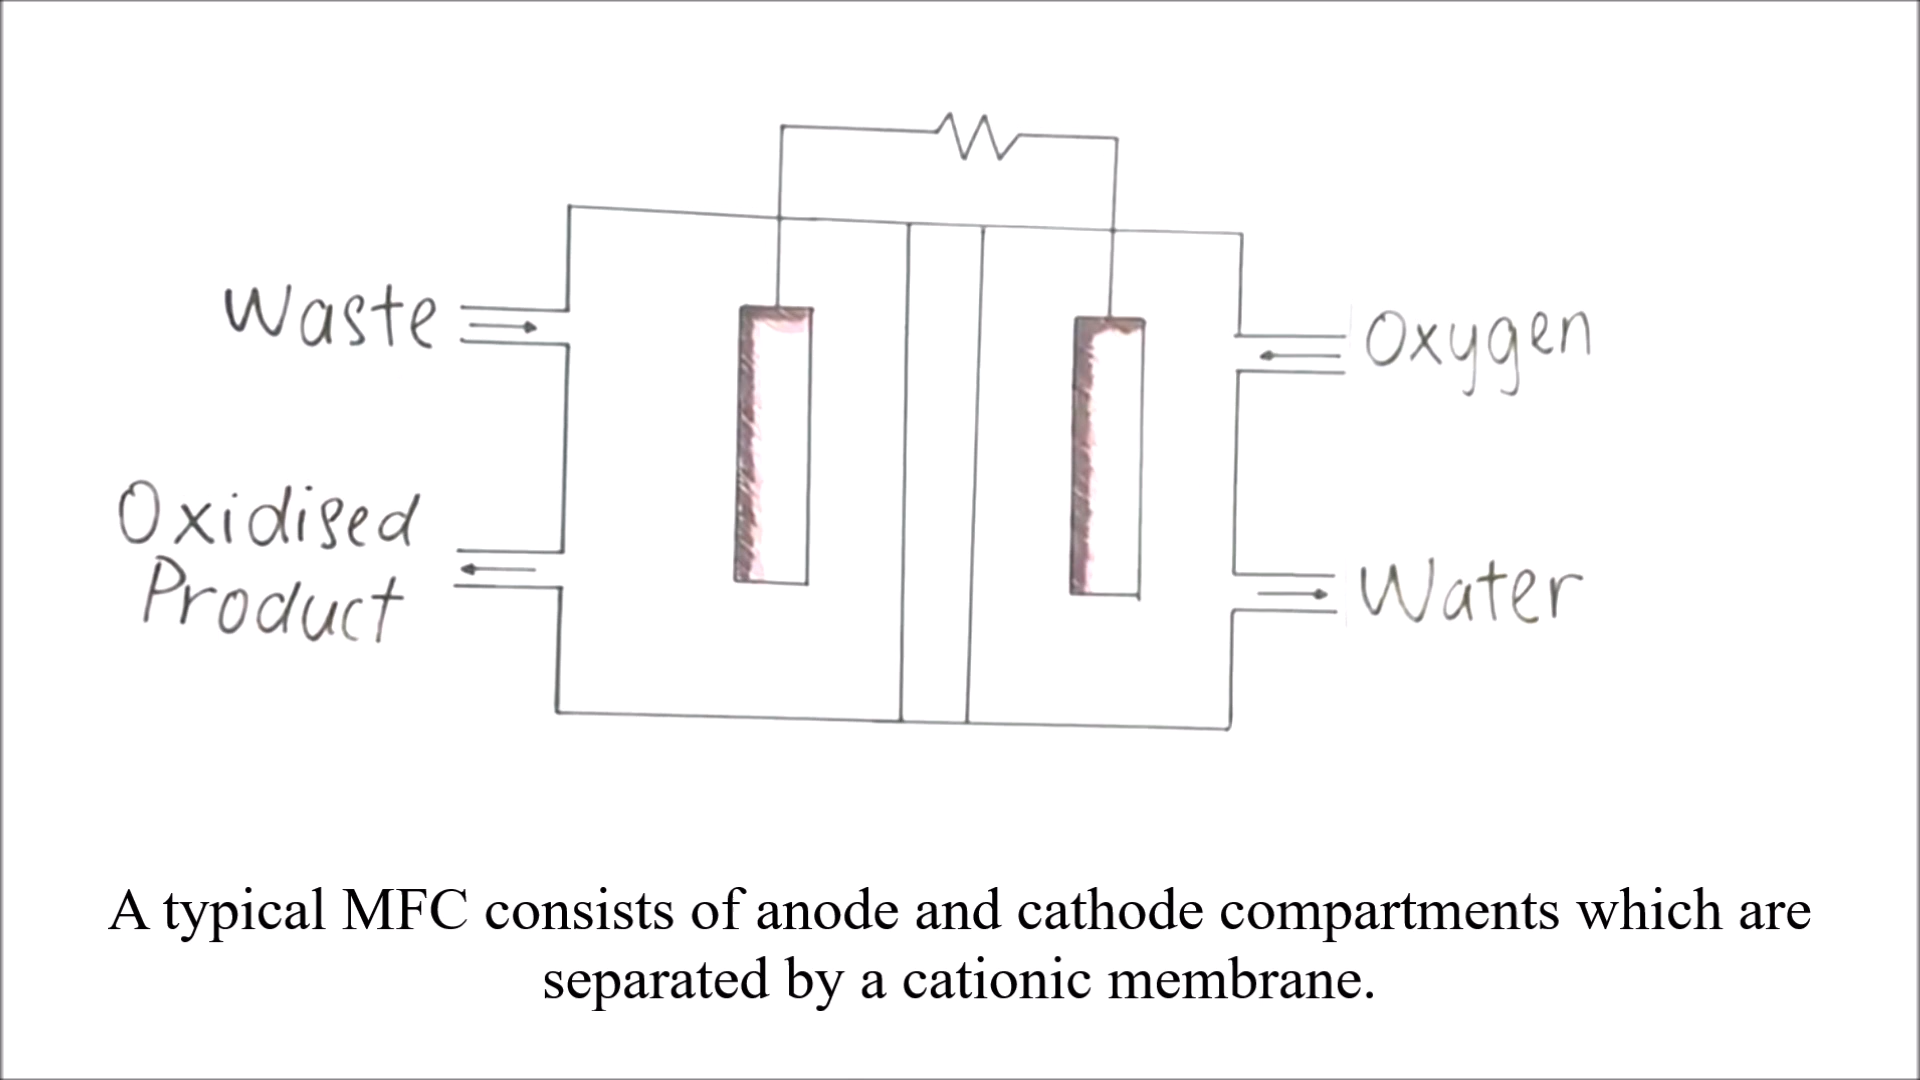 Waste
Oxidised
Product
Oxygen
Water
A typical MFC consists of anode and cathode compartments which are
separated by a cationic membrane.